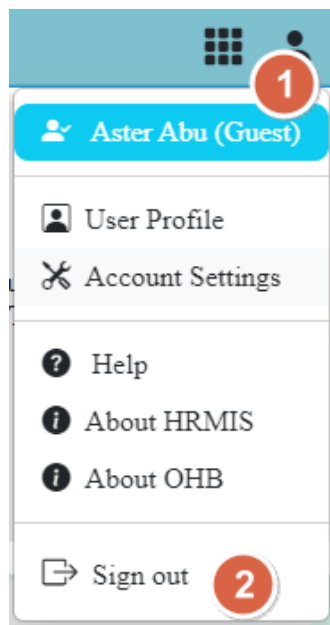 1
Aster Abu (Guest)
User Profile
Account Settings
Help
About HRMIS
About OHB
Sign out 2